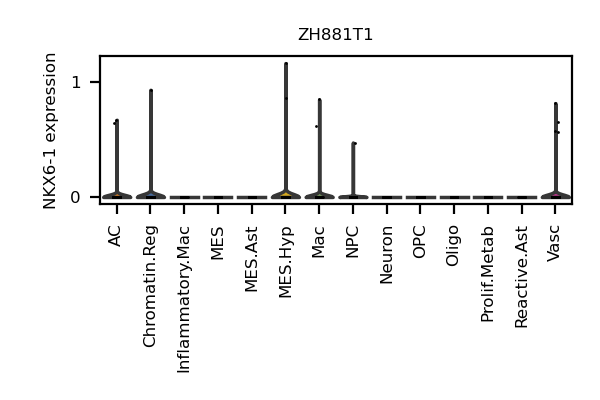 ZH881T1
NKX6-1 expression
1
0
AC
Chromatin.Reg
Inflammatory.Mac
MES
MES.Ast
MES.Hyp
Mac
NPC
Neuron
OPC
Oligo
Prolif.Metab
Reactive.Ast
Vasc